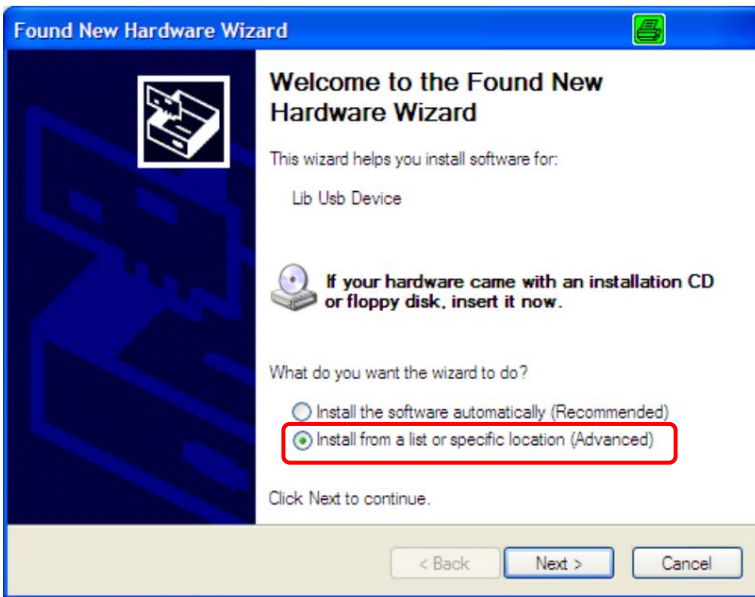 Found New Hardware Wizard
Welcome to the Found New
Hardware Wizard
This wizard helps you install software for:
Lib Usb Device
If your hardware came with an installation CD
or floppy disk, insert it now.
What do you want the wizard to do?
Install the software automatically (Recommended)
Install from a list or specific location (Advanced)
Click Next to continue.
< Back Next > Cancel